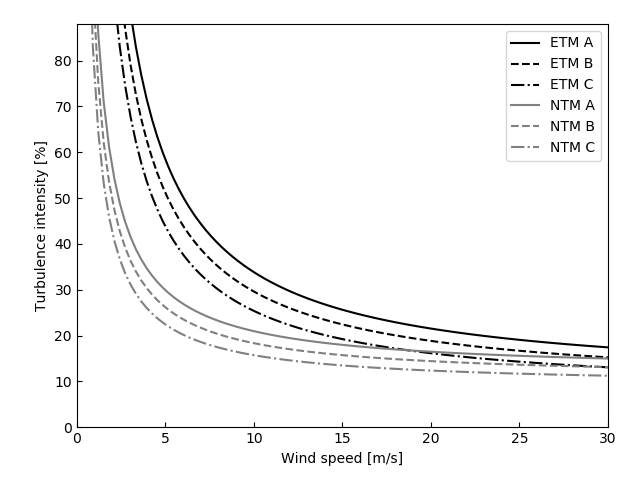 80
70
60
50
40
30
20
10
0
Turbulence intensity [%]
ETM A
ETM B
ETM C
NTM A
NTM B
NTM C
0 5 10 15 20 25 30
Wind speed [m/s]